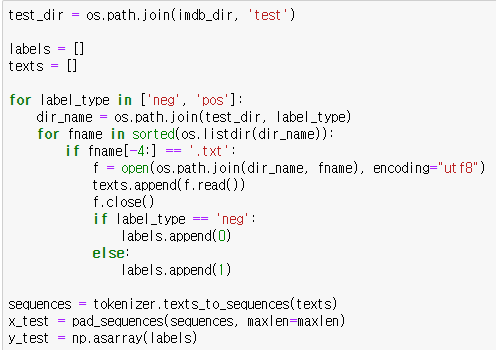 test_dir = os.path.join(imdb_dir, 'test')

labels = []
texts = []

for label_type in ['neg', 'pos']:
    dir_name = os.path.join(test_dir, label_type)
    for fname in sorted(os.listdir(dir_name)):
        if fname[-4:] == '.txt':
            f = open(os.path.join(dir_name, fname), encoding="utf8")
            texts.append(f.read())
            f.close()
            if label_type == 'neg':
                labels.append(0)
            else:
                labels.append(1)

sequences = tokenizer.texts_to_sequences(texts)
x_test = pad_sequences(sequences, maxlen=maxlen)
y_test = np.asarray(labels)